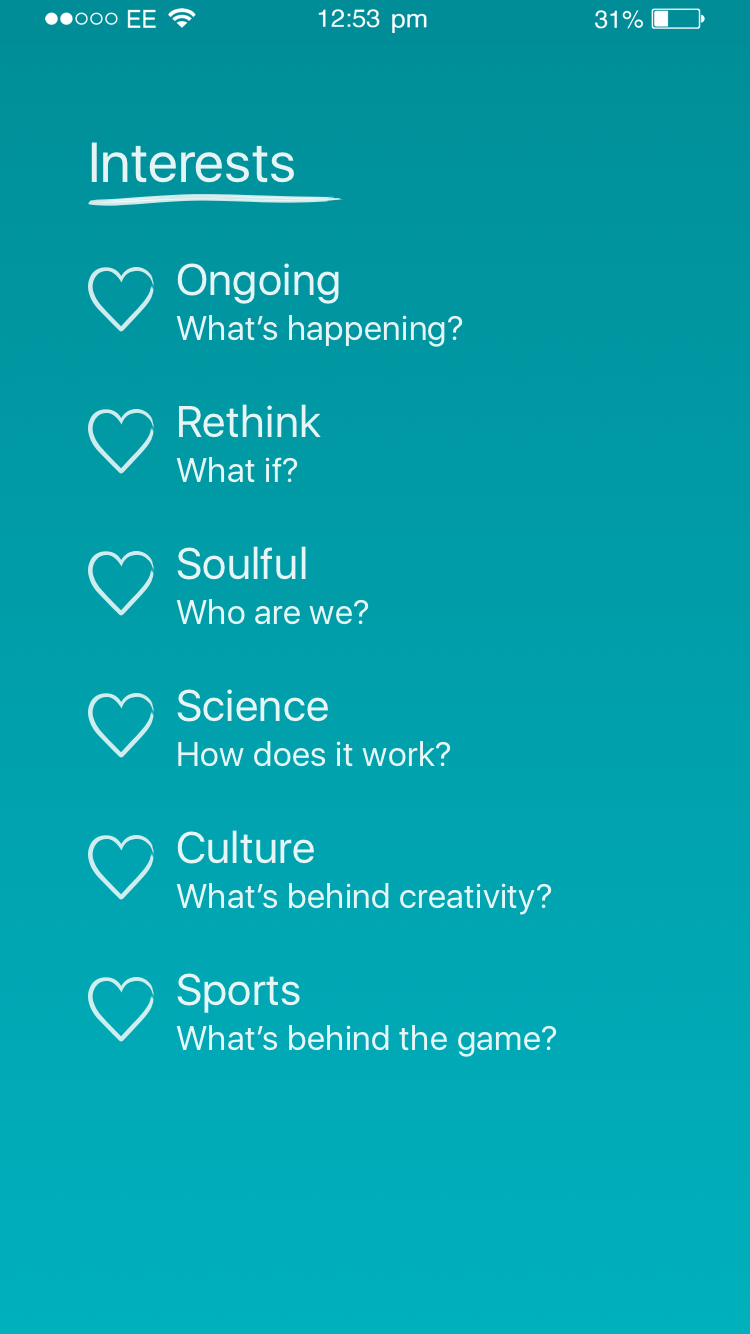 EE 12:53 pm 31%
Interests
Ongoing
What’s happening?
Rethink
What if?
Soulful
Who are we?
Science
How does it work?
Culture
What’s behind creativity?
Sports
What’s behind the game?